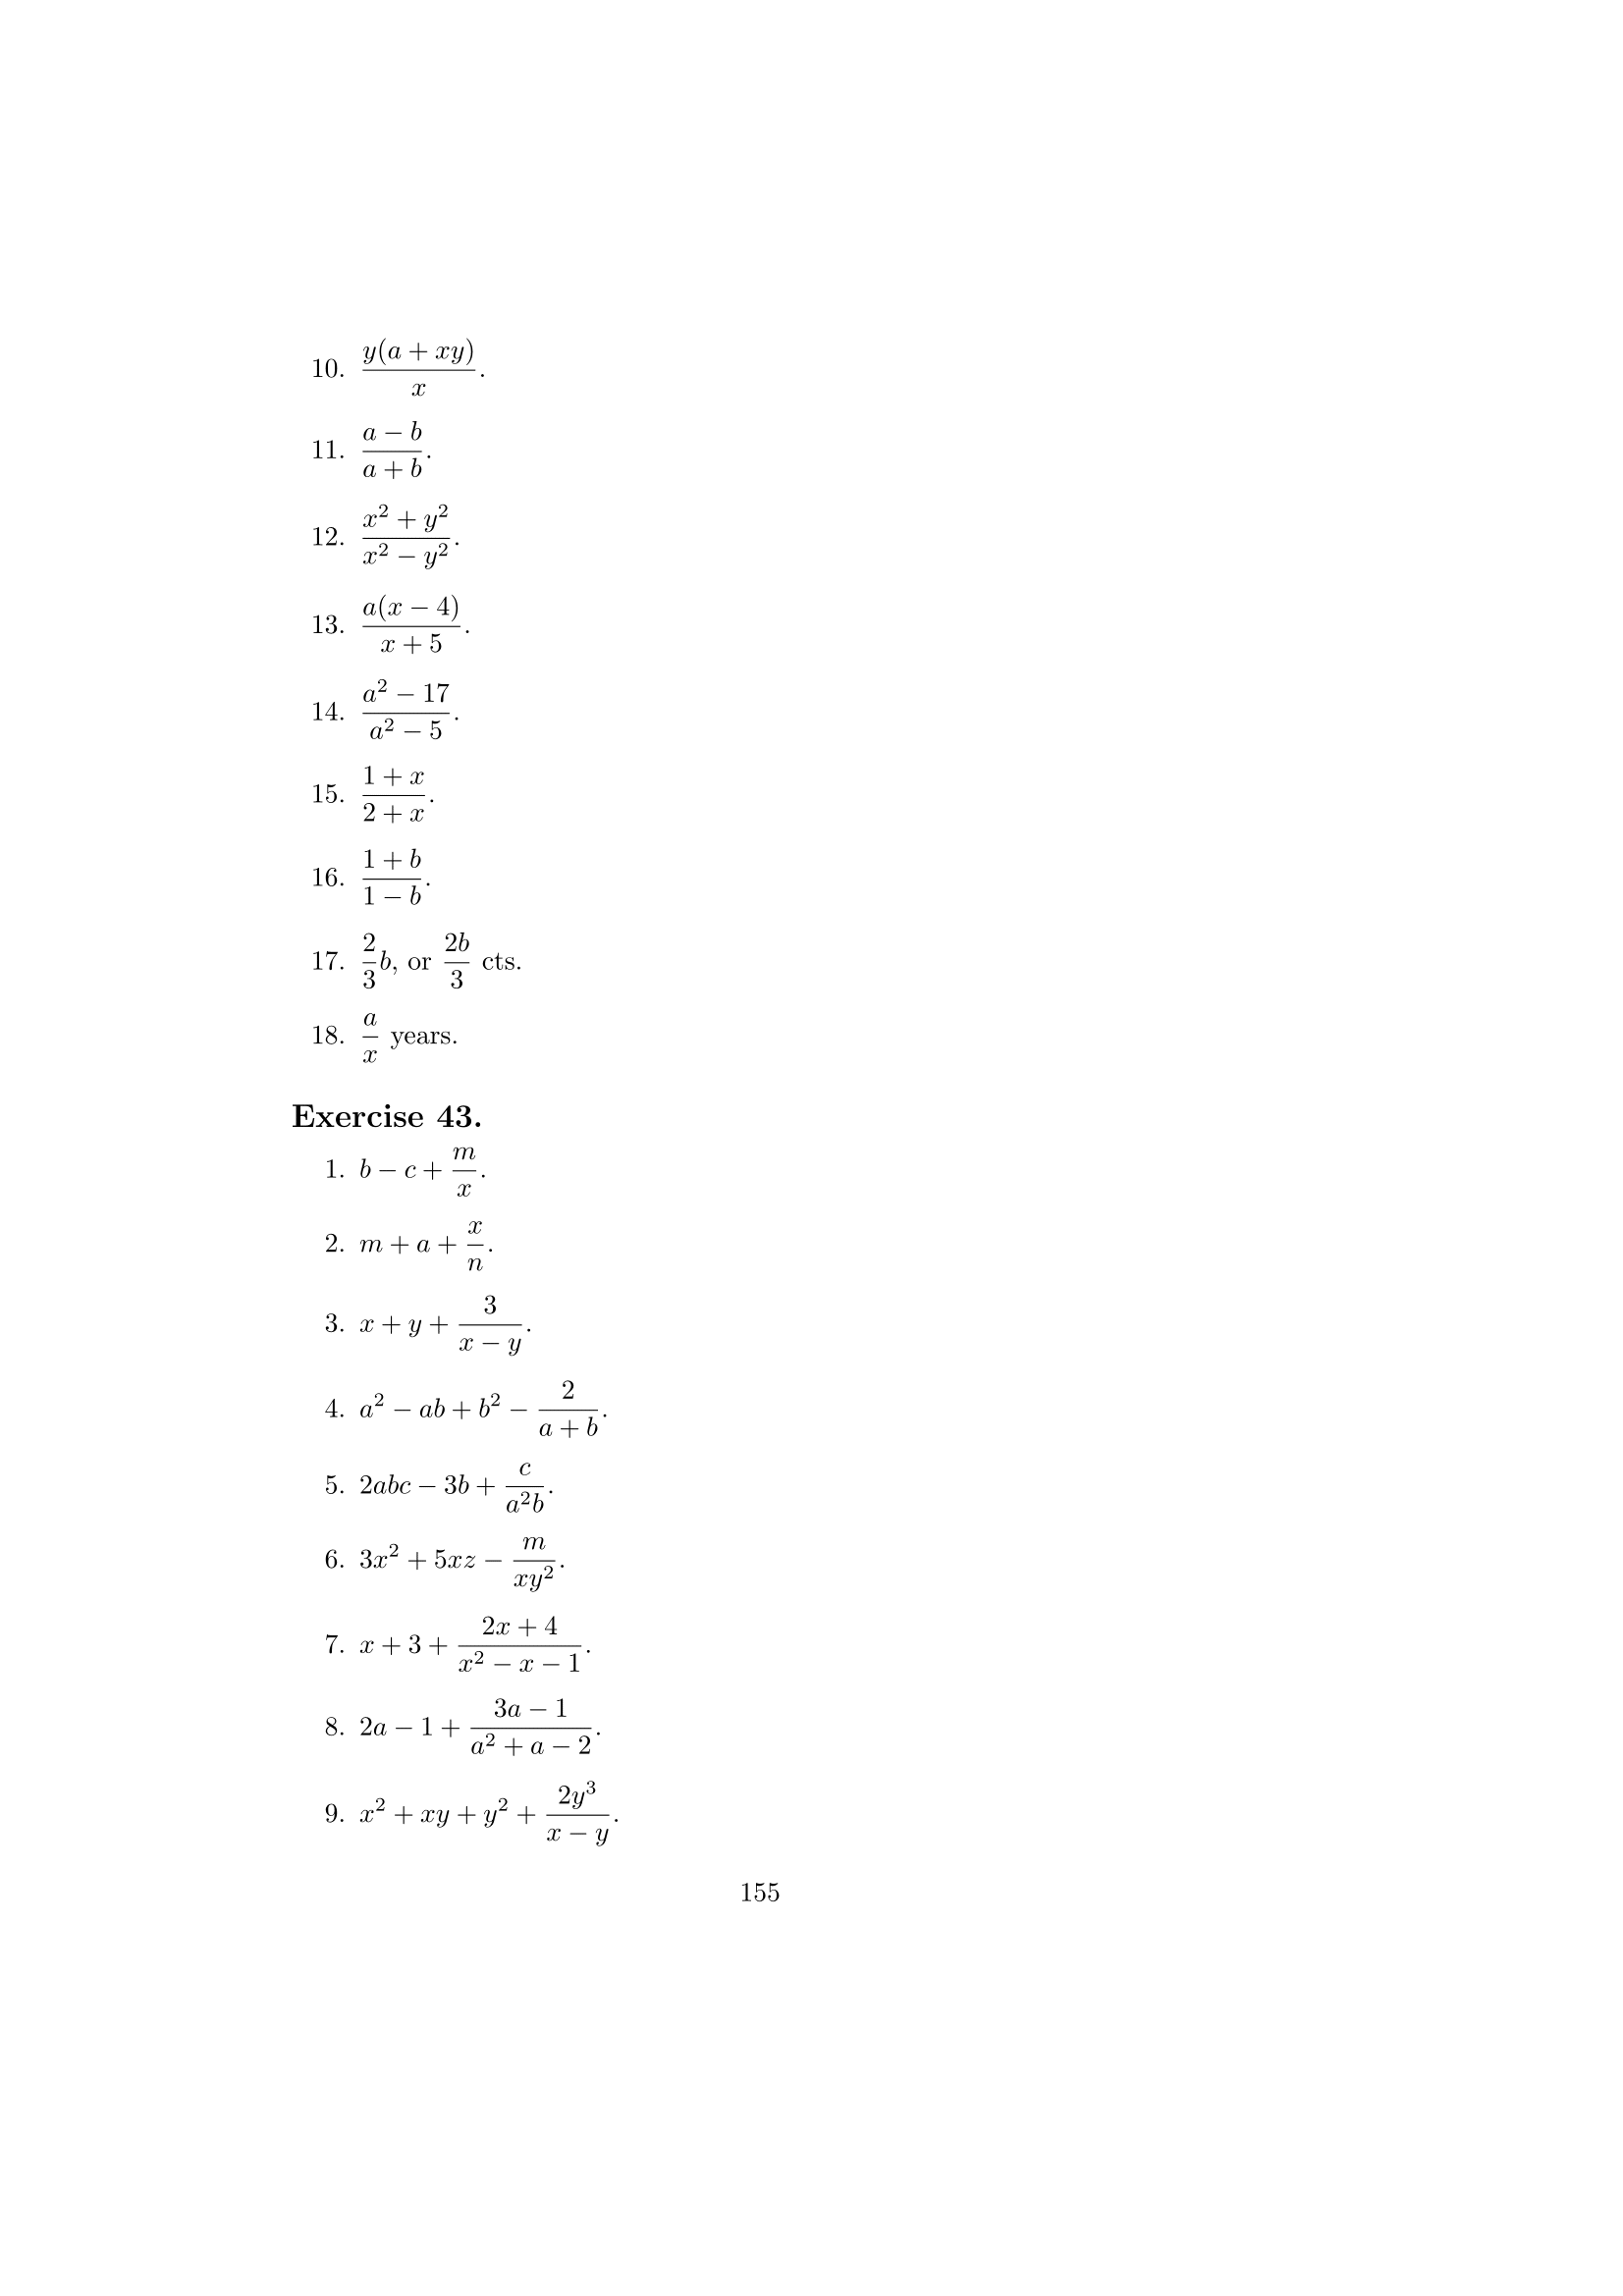 10. \frac{y(a + xy)}{x}.
11. \frac{a - b}{a + b}.
12. \frac{x^2 + y^2}{x^2 - y^2}.
13. \frac{a(x - 4)}{x + 5}.
14. \frac{a^2 - 17}{a^2 - 5}.
15. \frac{1 + x}{2 + x}.
16. \frac{1 + b}{1 - b}.
17. \frac{2}{3}b, or \frac{2b}{3} cts.
18. \frac{a}{x} years.
Exercise 43.
1. b - c + \frac{m}{x}.
2. m + a + \frac{x}{n}.
3. x + y + \frac{3}{x - y}.
4. a^2 - ab + b^2 - \frac{2}{a + b}.
5. 2abc - 3b + \frac{c}{a^2b}.
6. 3x^2 + 5xz - \frac{m}{xy^2}.
7. x + 3 + \frac{2x + 4}{x^2 - x - 1}.
8. 2a - 1 + \frac{3a - 1}{a^2 + a - 2}.
9. x^2 + xy + y^2 + \frac{2y^3}{x - y}.
155